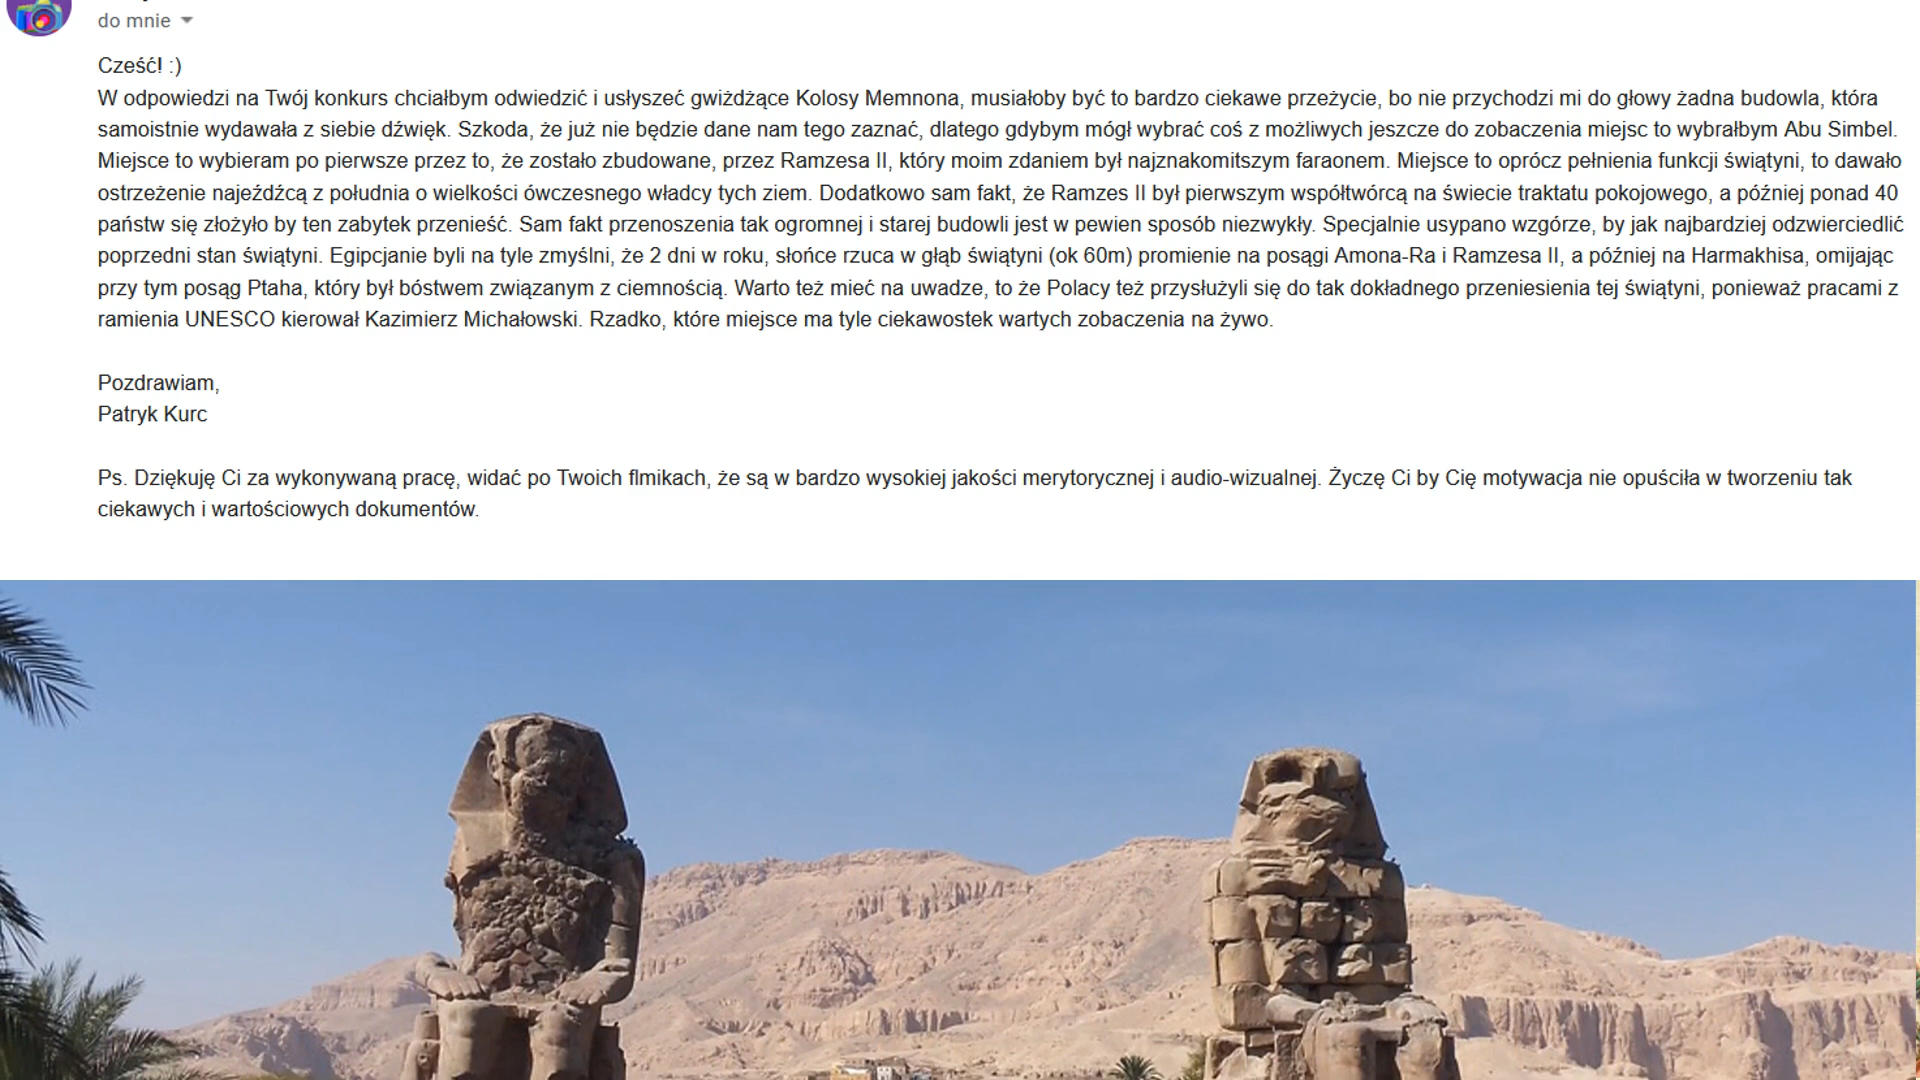 do mnie
Cześć! :)
W odpowiedzi na Twój konkurs chciałbym odwiedzić i usłyszeć gwiżdżące Kolosy Memnona, musiałoby być to bardzo ciekawe przeżycie, bo nie przychodzi mi do głowy żadna budowla, która
samoistnie wydawała z siebie dźwięk. Szkoda, że już nie będzie dane nam tego zaznać, dlatego gdybym mógł wybrać coś z możliwych jeszcze do zobaczenia miejsc to wybrałbym Abu Simbel.
Miejsce to wybieram po pierwsze przez to, że zostało zbudowane, przez Ramzesa II, który moim zdaniem był najznakomitszym faraonem. Miejsce to oprócz pełnienia funkcji świątyni, to dawało
ostrzeżenie najeźdźcą z południa o wielkości ówczesnego władcy tych ziem. Dodatkowo sam fakt, że Ramzes II był pierwszym współtwórcą na świecie traktatu pokojowego, a później ponad 40
państw się złożyło by ten zabytek przenieść. Sam fakt przenoszenia tak ogromnej i starej budowli jest w pewien sposób niezwykły. Specjalnie usypano wzgórze, by jak najbardziej odzwierciedlić
poprzedni stan świątyni. Egipcjanie byli na tyle zmyślni, że 2 dni w roku, słońce rzuca w głąb świątyni (ok 60m) promienie na posągi Amona-Ra i Ramzesa II, a później na Harmakhisa, omijając
przy tym posąg Ptaha, który był bóstwem związanym z ciemnością. Warto też mieć na uwadze, to że Polacy też przysłużyli się do tak dokładnego przeniesienia tej świątyni, ponieważ pracami z
ramienia UNESCO kierował Kazimierz Michałowski. Rzadko, które miejsce ma tyle ciekawostek wartych zobaczenia na żywo.
Pozdrawiam,
Patryk Kurc
Ps. Dziękuję Ci za wykonywaną pracę, widać po Twoich flmikach, że są w bardzo wysokiej jakości merytorycznej i audio-wizualnej. Życzę Ci by Cię motywacja nie opuściła w tworzeniu tak
ciekawych i wartościowych dokumentów.